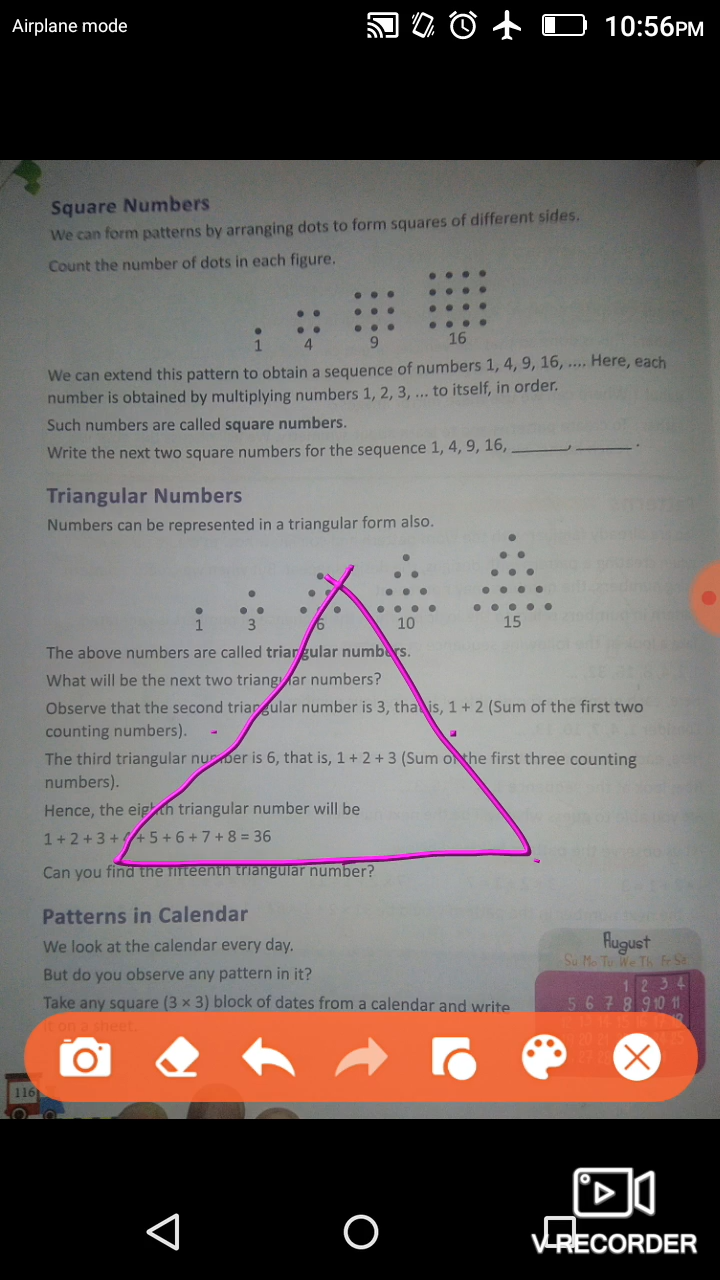 Airplane mode
10:56PM
Square Numbers
We can form patterns by arranging dots to form squares of different sides.
Count the number of dots in each figure.
1 4 9 16
We can extend this pattern to obtain a sequence of numbers 1, 4, 9, 16, .... Here, each
number is obtained by multiplying numbers 1, 2, 3, ... to itself, in order.
Such numbers are called square numbers.
Write the next two square numbers for the sequence 1, 4, 9, 16, ______, ______ .
Triangular Numbers
Numbers can be represented in a triangular form also.
1 3 6 10 15
The above numbers are called triangular numbers.
What will be the next two triangular numbers?
Observe that the second triangular number is 3, that is, 1 + 2 (Sum of the first two
counting numbers).
The third triangular number is 6, that is, 1 + 2 + 3 (Sum of the first three counting
numbers).
Hence, the eighth triangular number will be
1 + 2 + 3 + 4 + 5 + 6 + 7 + 8 = 36
Can you find the fifteenth triangular number?
Patterns in Calendar
We look at the calendar every day.
But do you observe any pattern in it?
Take any square (3 × 3) block of dates from a calendar and write
it on a sheet.
August
Su Mo Tu We Th Fr Sa
1 2 3 4
5 6 7 8 9 10 11
116
V RECORDER